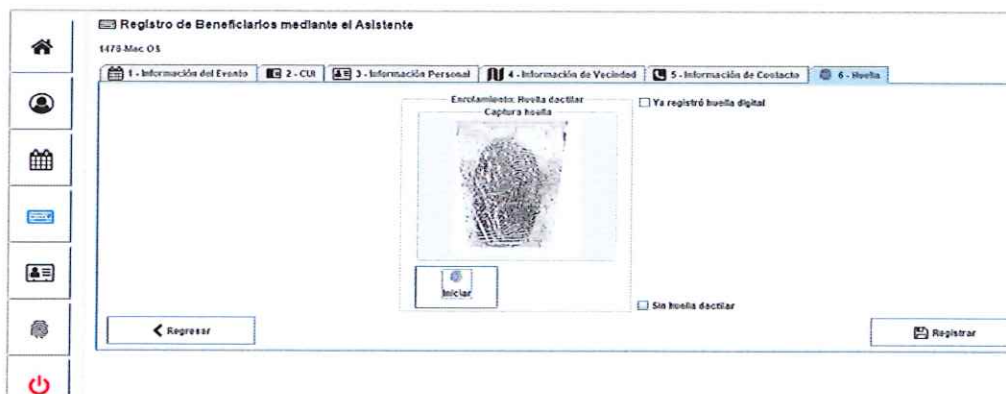 Registro de Beneficiarios mediante el Asistente
1478-Mac OS
1 - Información del Evento 2 - CUI 3 - Información Personal 4 - Información de Vecindad 5 - Información de Contacto 6 - Huella
Enrolamiento: Huella dactilar
Ya registró huella digital
Captura huella
Iniciar
Sin huella dactilar
Regresar
Registrar